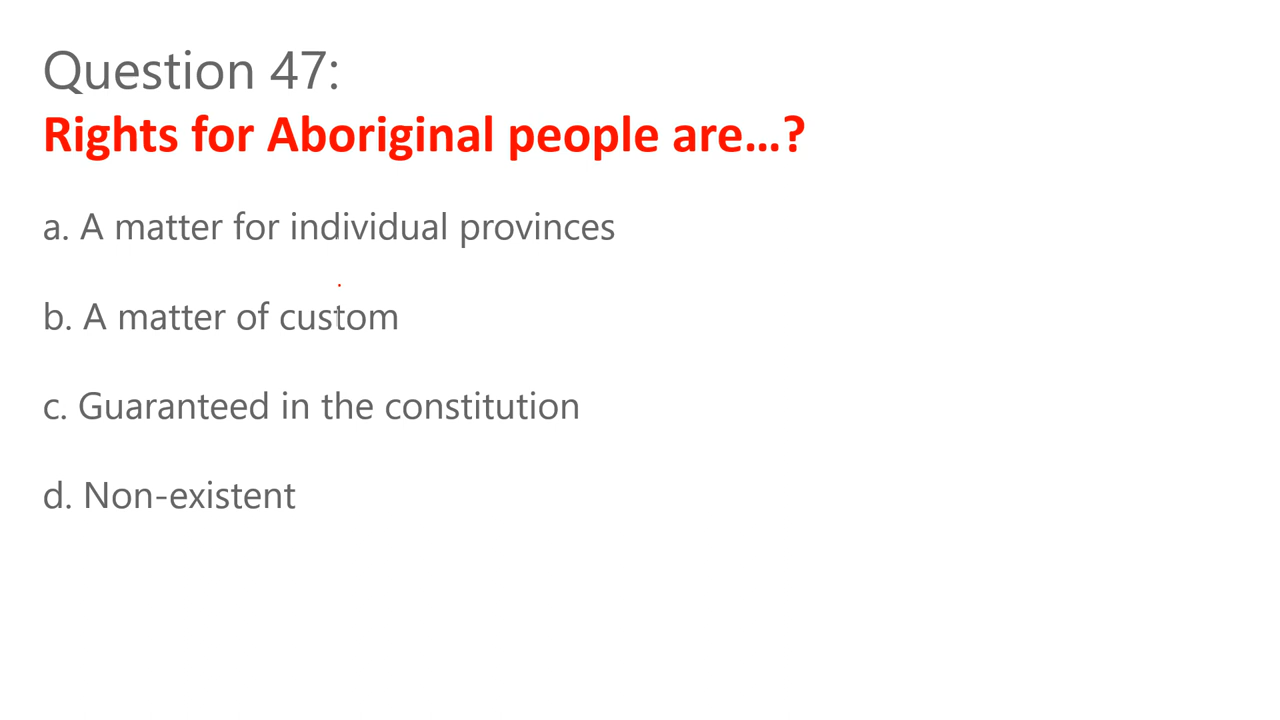 Question 47:
Rights for Aboriginal people are...?
a. A matter for individual provinces
b. A matter of custom
c. Guaranteed in the constitution
d. Non-existent